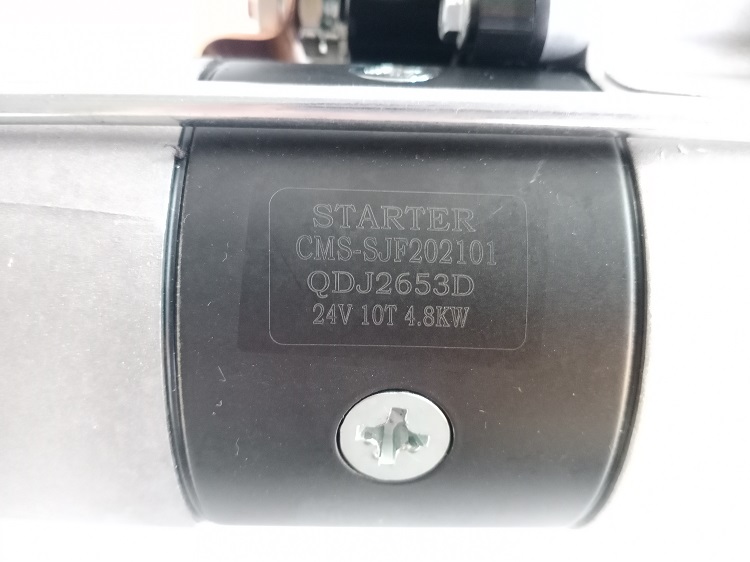 STARTER
CMS-SJF202101
QDJ2653D
24V 10T 4.8KW